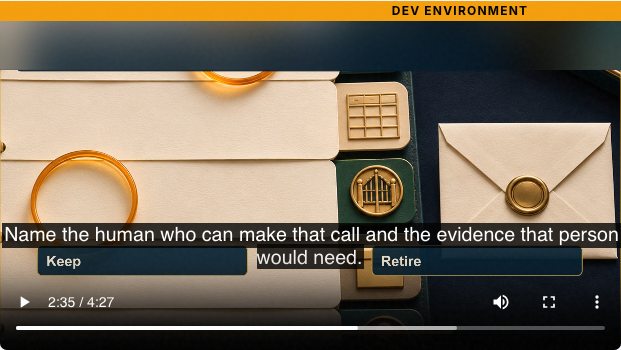 DEV ENVIRONMENT
Name the human who can make that call and the evidence that person
would need.
Keep
Retire
2:35 / 4:27